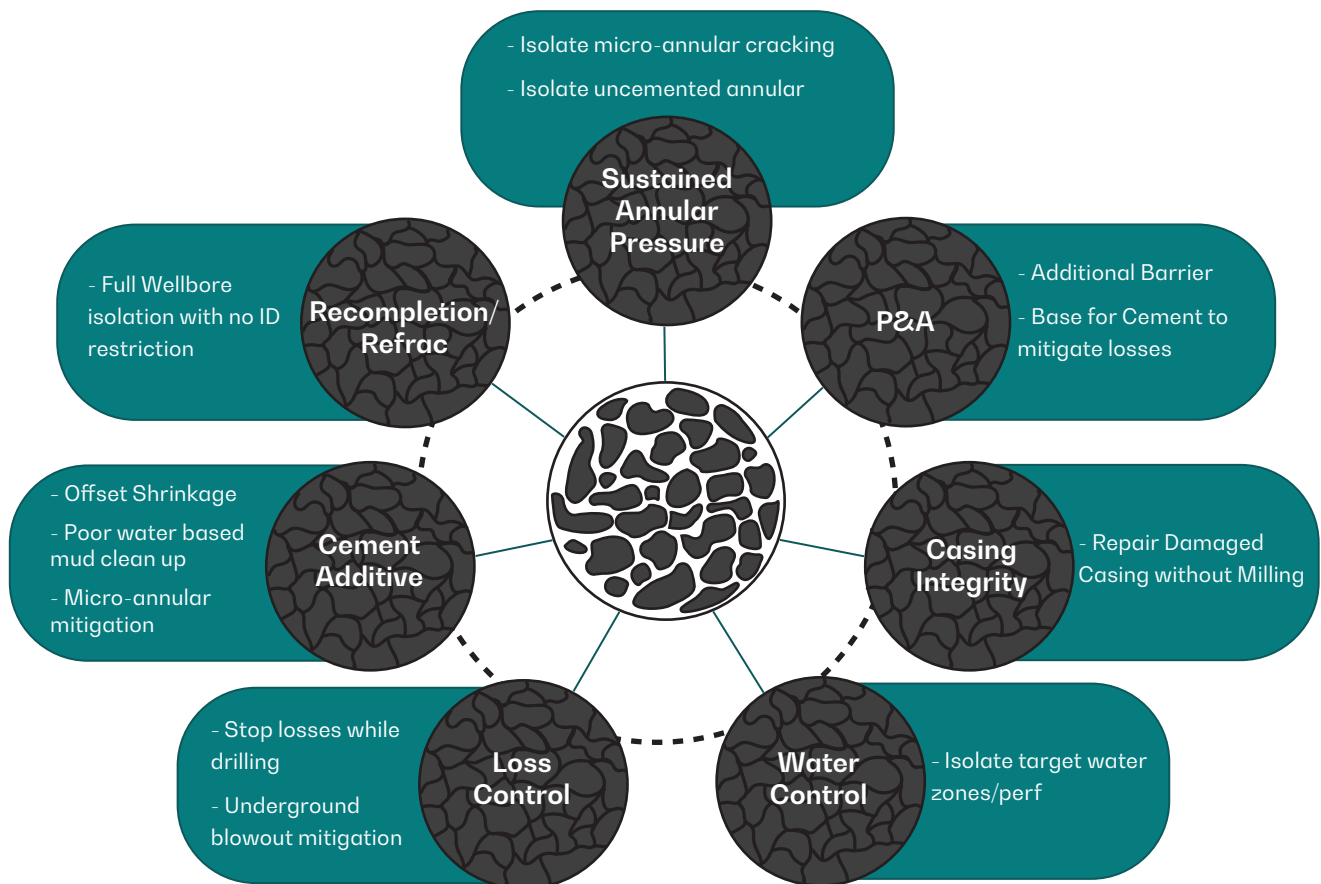 - Isolate micro-annular cracking
- Isolate uncemented annular
Sustained
Annular
Pressure
- Full Wellbore
isolation with no ID
restriction
Recompletion/
Refrac
P&A
- Additional Barrier
- Base for Cement to
mitigate losses
- Offset Shrinkage
- Poor water based
mud clean up
- Micro-annular
mitigation
Cement
Additive
Casing
Integrity
- Repair Damaged
Casing without Milling
- Stop losses while
drilling
- Underground
blowout mitigation
Loss
Control
Water
Control
- Isolate target water
zones/perf